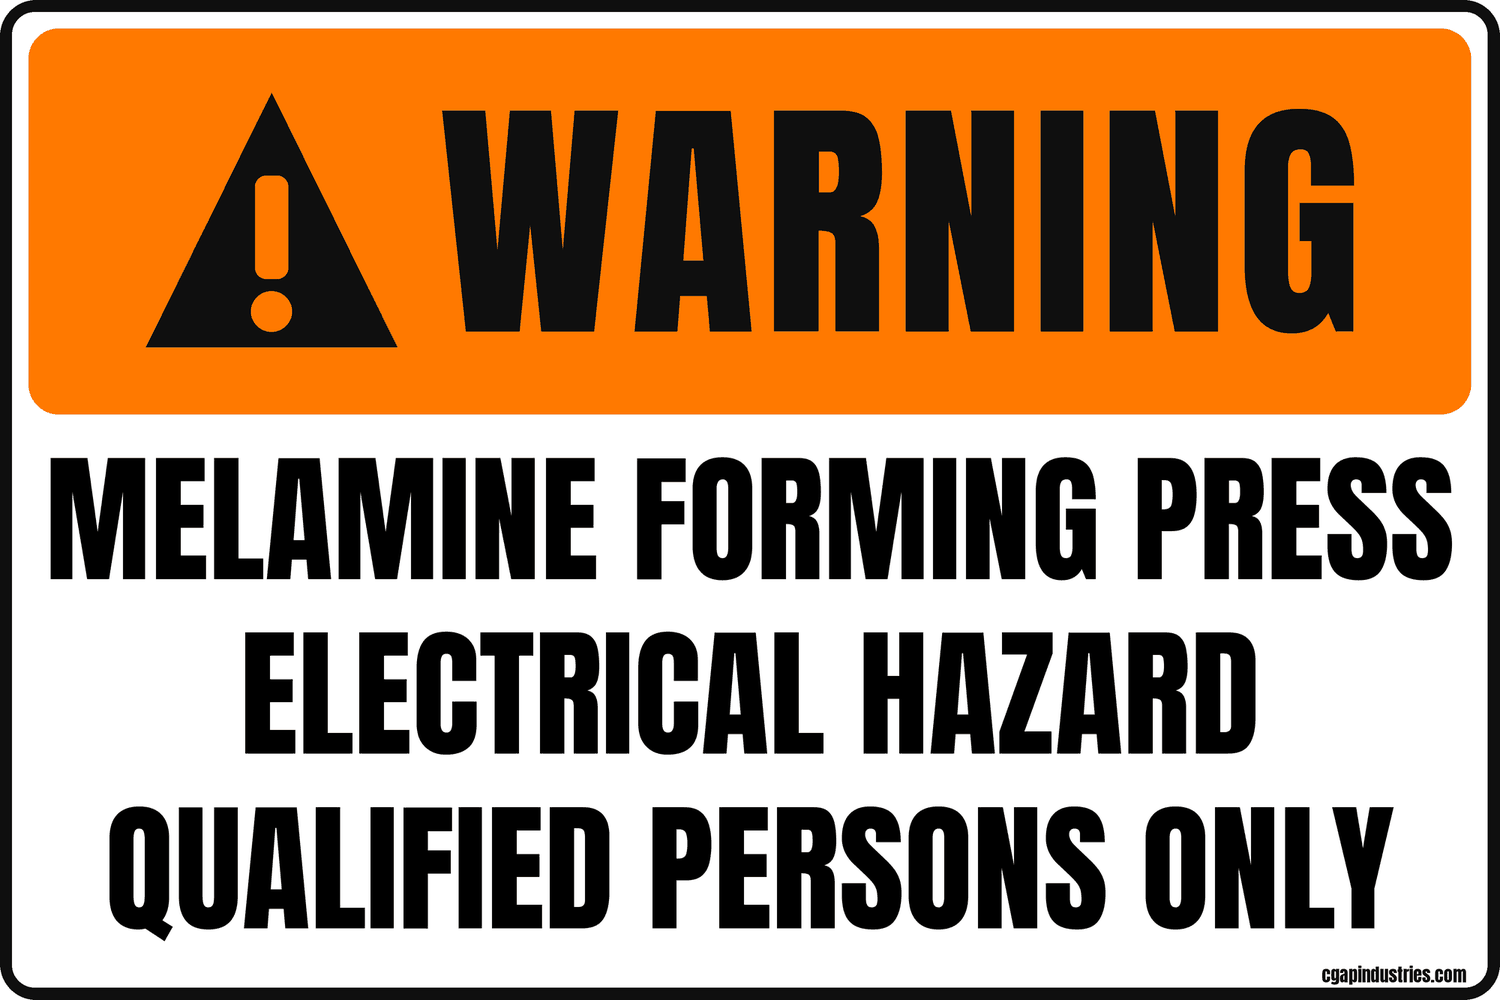 WARNING
MELAMINE FORMING PRESS
ELECTRICAL HAZARD
QUALIFIED PERSONS ONLY
cgapindustries.com